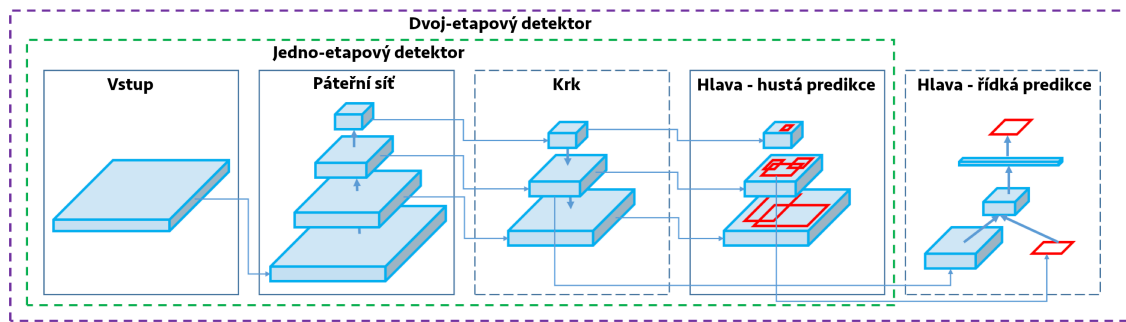 Dvoj-etapový detektor
Jedno-etapový detektor
Vstup
Páteřní síť
Krk
Hlava - hustá predikce
Hlava - řídká predikce